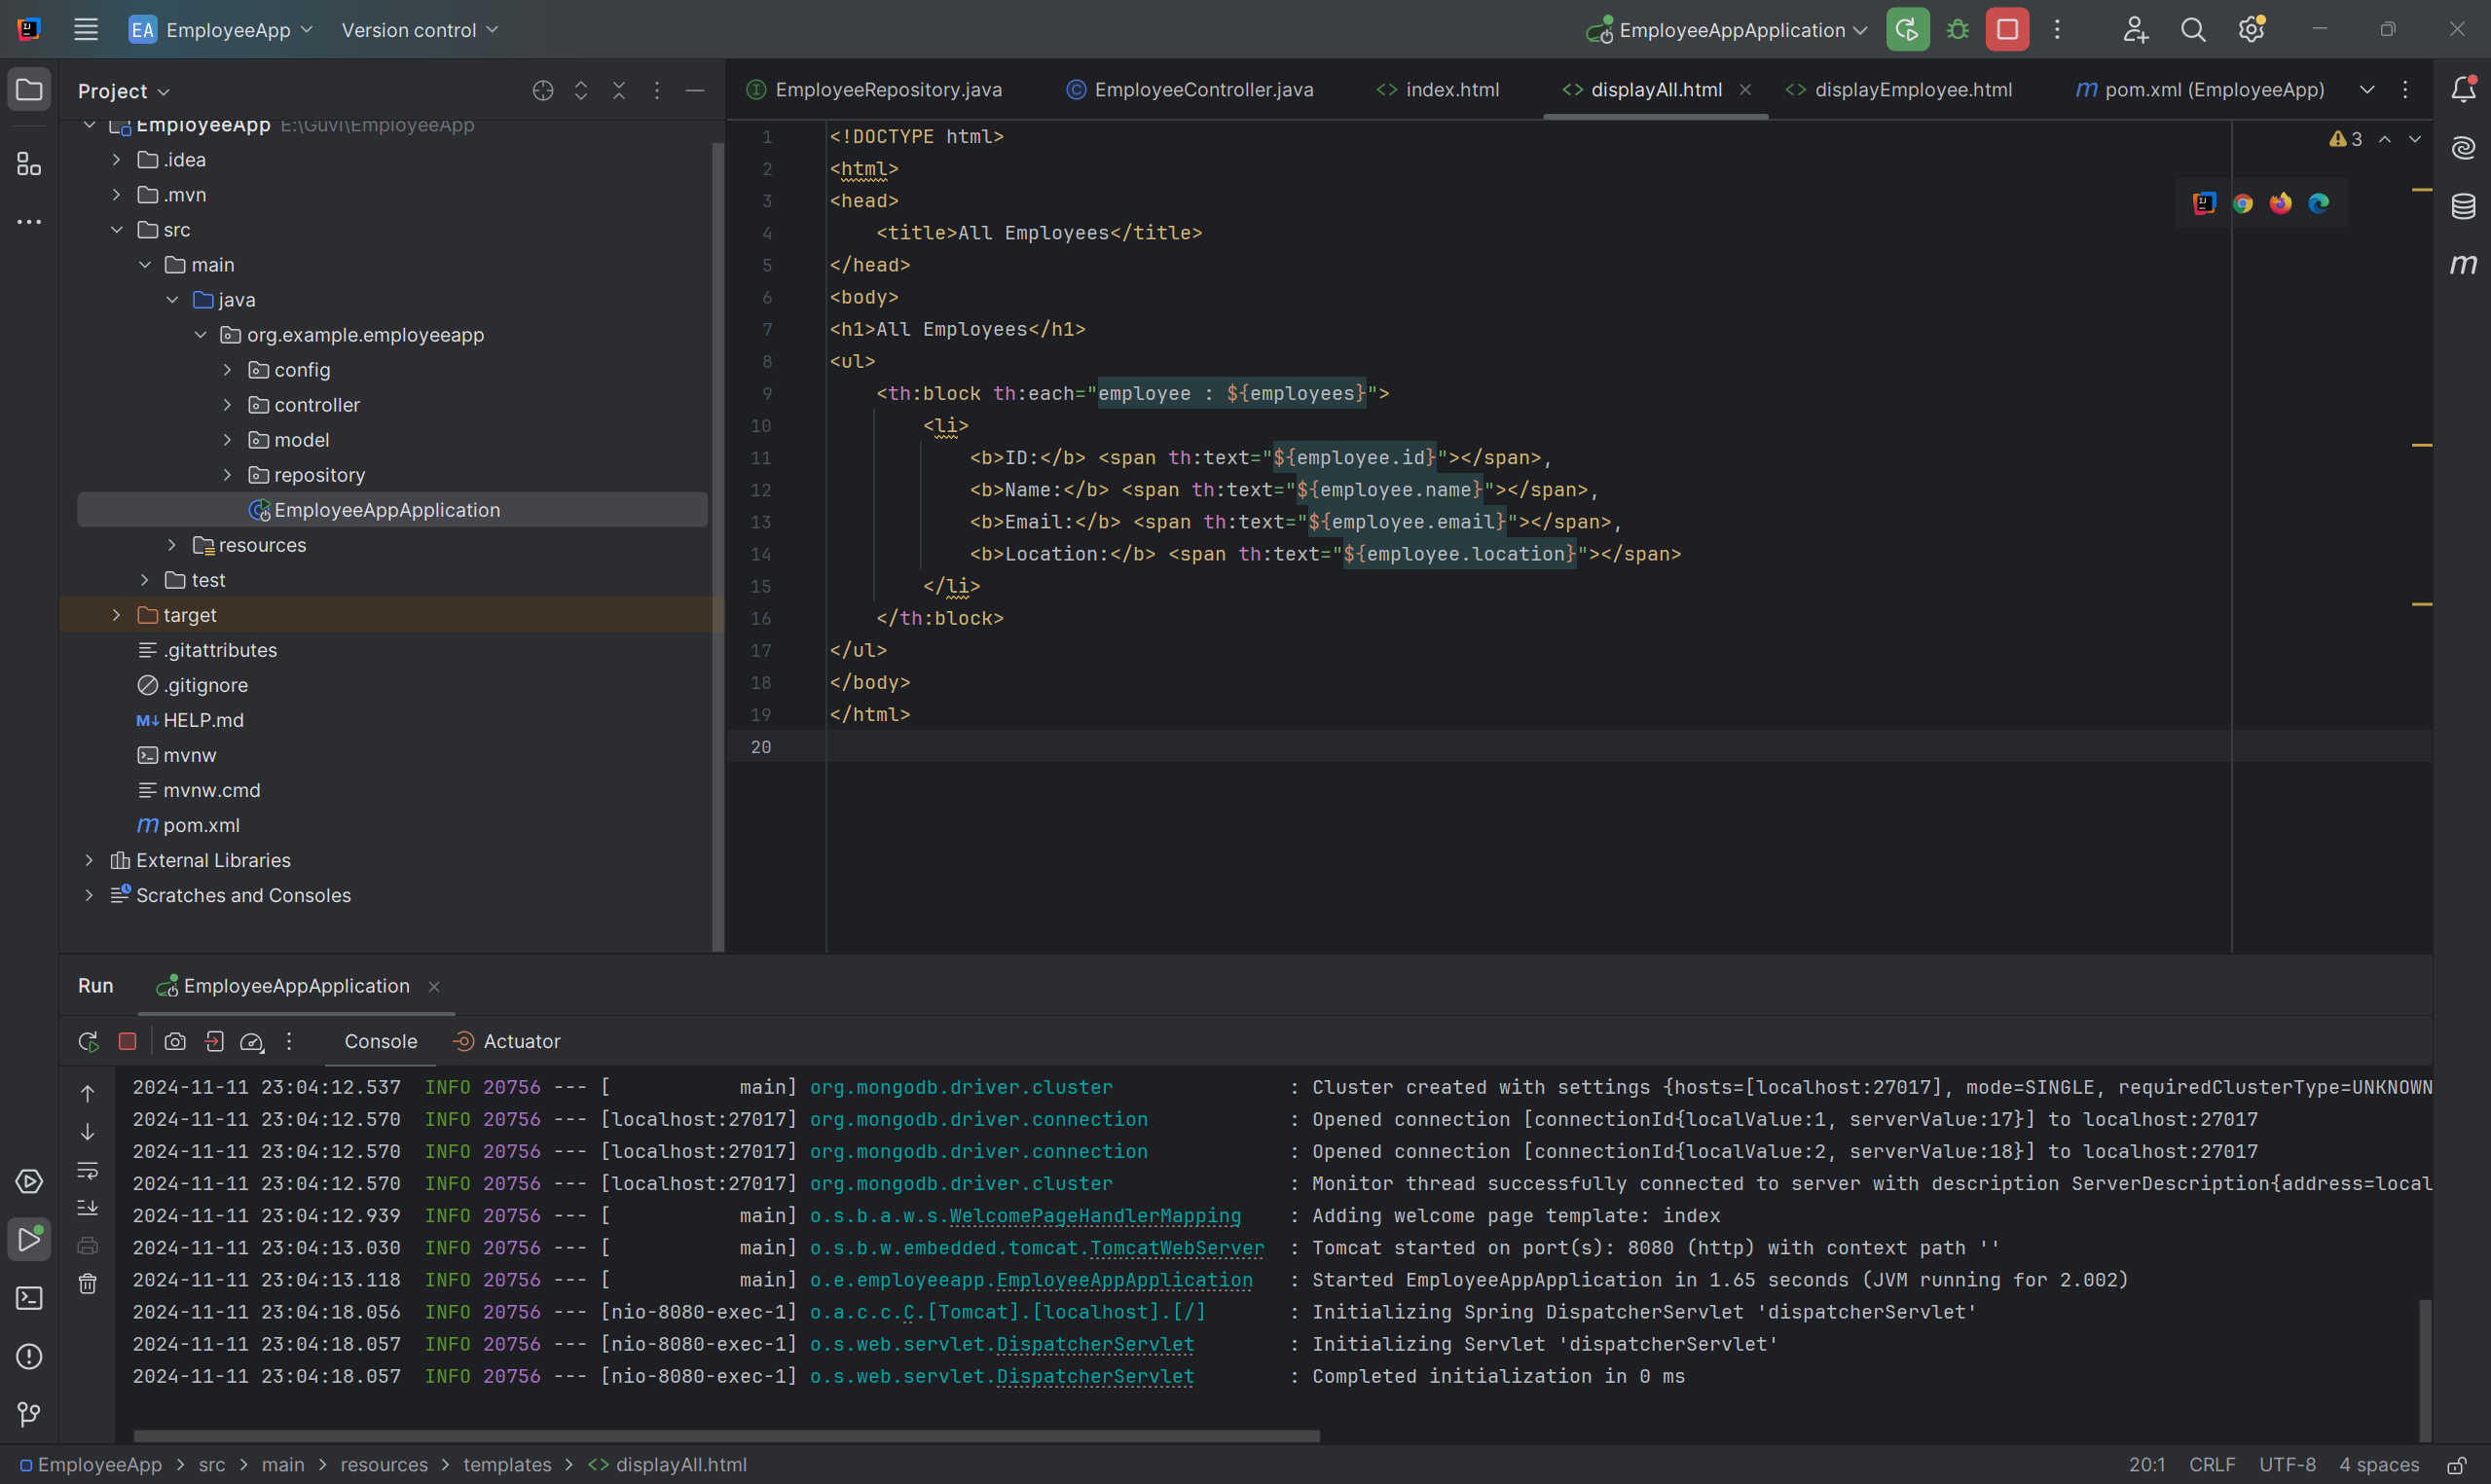 EA EmployeeApp Version control EmployeeAppApplication
Project
EmployeeApp E:\Guvi\EmployeeApp
.idea
.mvn
src
main
java
org.example.employeeapp
config
controller
model
repository
EmployeeAppApplication
resources
test
target
.gitattributes
.gitignore
HELP.md
mvnw
mvnw.cmd
pom.xml
External Libraries
Scratches and Consoles
EmployeeRepository.java EmployeeController.java index.html displayAll.html displayEmployee.html pom.xml (EmployeeApp)
3
1 <!DOCTYPE html>
2 <html>
3 <head>
4     <title>All Employees</title>
5 </head>
6 <body>
7 <h1>All Employees</h1>
8 <ul>
9     <th:block th:each="employee : ${employees}">
10         <li>
11             <b>ID:</b> <span th:text="${employee.id}"></span>,
12             <b>Name:</b> <span th:text="${employee.name}"></span>,
13             <b>Email:</b> <span th:text="${employee.email}"></span>,
14             <b>Location:</b> <span th:text="${employee.location}"></span>
15         </li>
16     </th:block>
17 </ul>
18 </body>
19 </html>
20
Run EmployeeAppApplication
Console Actuator
2024-11-11 23:04:12.537  INFO 20756 --- [           main] org.mongodb.driver.cluster               : Cluster created with settings {hosts=[localhost:27017], mode=SINGLE, requiredClusterType=UNKNOWN
2024-11-11 23:04:12.570  INFO 20756 --- [localhost:27017] org.mongodb.driver.connection            : Opened connection [connectionId{localValue:1, serverValue:17}] to localhost:27017
2024-11-11 23:04:12.570  INFO 20756 --- [localhost:27017] org.mongodb.driver.connection            : Opened connection [connectionId{localValue:2, serverValue:18}] to localhost:27017
2024-11-11 23:04:12.570  INFO 20756 --- [localhost:27017] org.mongodb.driver.cluster               : Monitor thread successfully connected to server with description ServerDescription{address=local
2024-11-11 23:04:12.939  INFO 20756 --- [           main] o.s.b.a.w.s.WelcomePageHandlerMapping    : Adding welcome page template: index
2024-11-11 23:04:13.030  INFO 20756 --- [           main] o.s.b.w.embedded.tomcat.TomcatWebServer  : Tomcat started on port(s): 8080 (http) with context path ''
2024-11-11 23:04:13.118  INFO 20756 --- [           main] o.e.employeeapp.EmployeeAppApplication   : Started EmployeeAppApplication in 1.65 seconds (JVM running for 2.002)
2024-11-11 23:04:18.056  INFO 20756 --- [nio-8080-exec-1] o.a.c.c.C.[Tomcat].[localhost].[/]       : Initializing Spring DispatcherServlet 'dispatcherServlet'
2024-11-11 23:04:18.057  INFO 20756 --- [nio-8080-exec-1] o.s.web.servlet.DispatcherServlet        : Initializing Servlet 'dispatcherServlet'
2024-11-11 23:04:18.057  INFO 20756 --- [nio-8080-exec-1] o.s.web.servlet.DispatcherServlet        : Completed initialization in 0 ms
EmployeeApp > src > main > resources > templates > displayAll.html 20:1 CRLF UTF-8 4 spaces